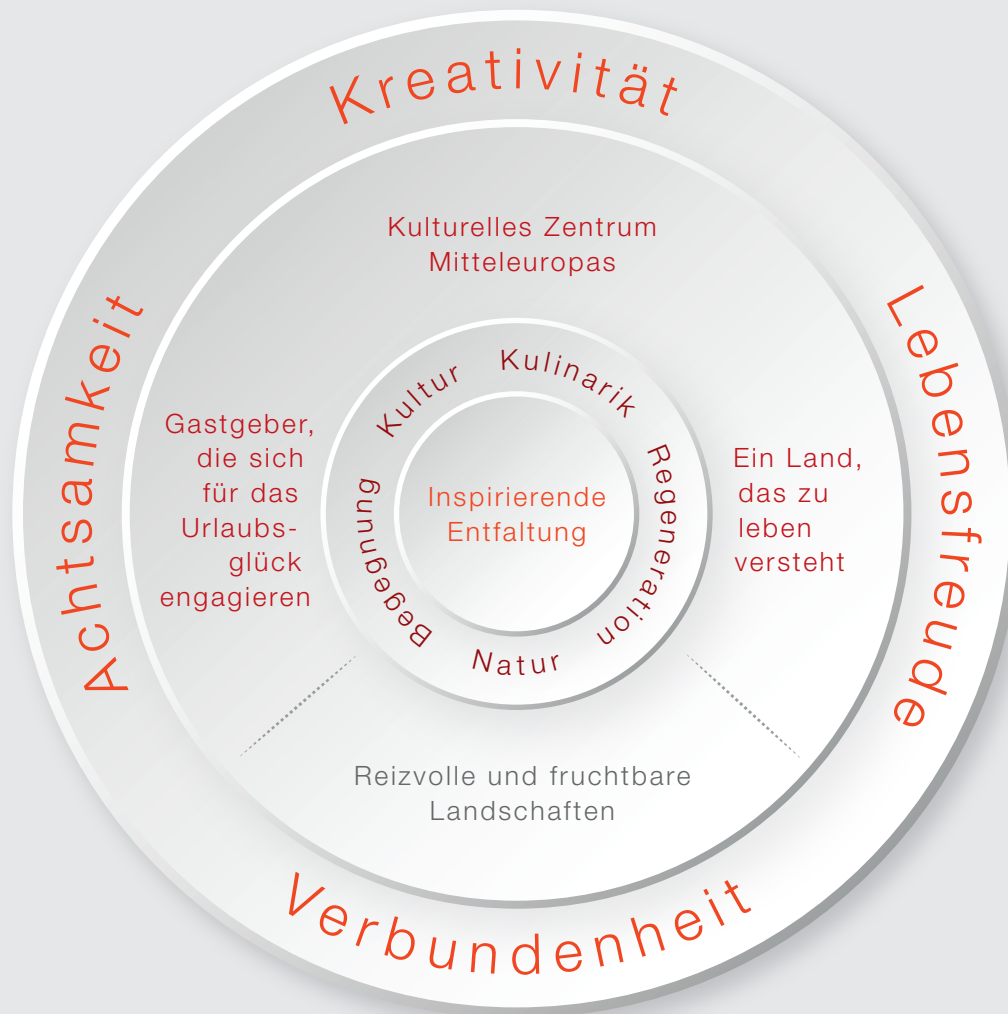 Kreativität
Kulturelles Zentrum
Mitteleuropas
Achtsamkeit
Lebensfreude
Gastgeber,
die sich
für das
Urlaubs-
glück
engagieren
Kultur
Kulinarik
Regeneration
Natur
Begegnung
Inspirierende
Entfaltung
Ein Land,
das zu
leben
versteht
Reizvolle und fruchtbare
Landschaften
Verbundenheit